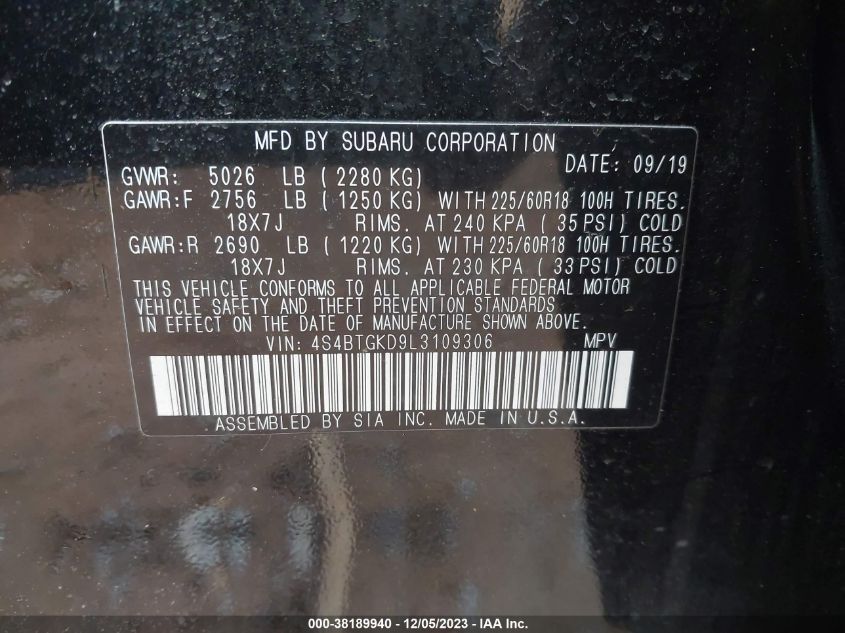 MFD BY SUBARU CORPORATION
DATE: 09/19
GVWR: 5026 LB ( 2280 KG)
GAWR:F 2756 LB ( 1250 KG) WITH 225/60R18 100H TIRES.
18X7J RIMS. AT 240 KPA ( 35 PSI) COLD
GAWR:R 2690 LB ( 1220 KG) WITH 225/60R18 100H TIRES.
18X7J RIMS. AT 230 KPA ( 33 PSI) COLD
THIS VEHICLE CONFORMS TO ALL APPLICABLE FEDERAL MOTOR
VEHICLE SAFETY AND THEFT PREVENTION STANDARDS
IN EFFECT ON THE DATE OF MANUFACTURE SHOWN ABOVE.
VIN: 4S4BTGKD9L3109306 MPV
ASSEMBLED BY SIA INC. MADE IN U.S.A.
000-38189940 - 12/05/2023 - IAA Inc.